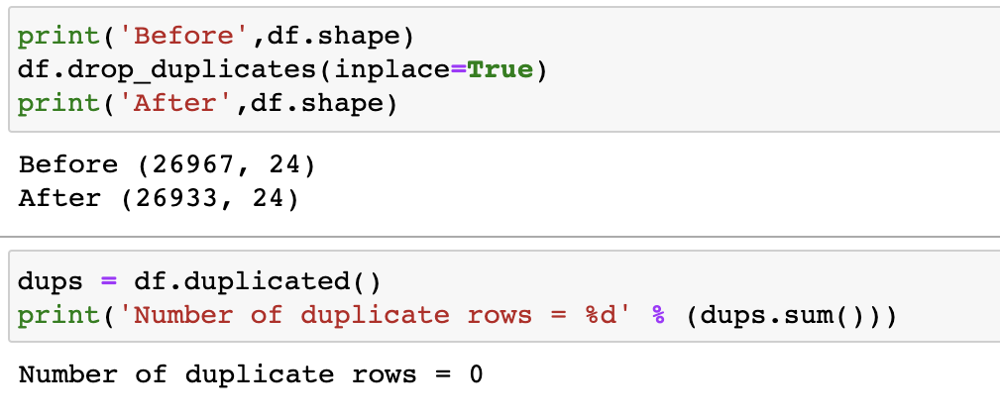 print('Before',df.shape)
df.drop_duplicates(inplace=True)
print('After',df.shape)
Before (26967, 24)
After (26933, 24)
dups = df.duplicated()
print('Number of duplicate rows = %d' % (dups.sum()))
Number of duplicate rows = 0